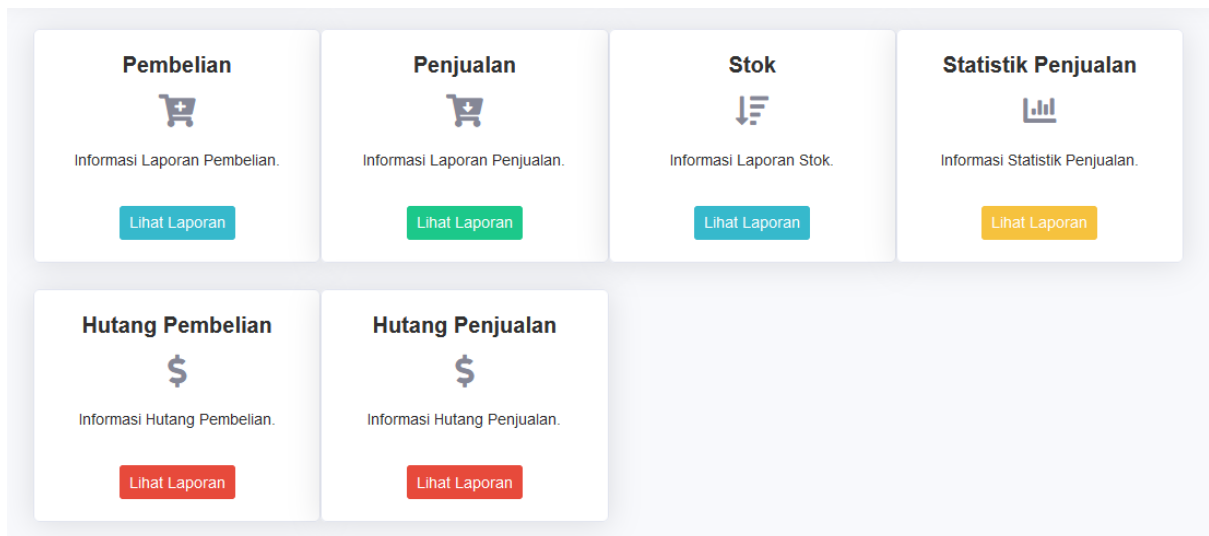 Pembelian
Informasi Laporan Pembelian.
Lihat Laporan
Penjualan
Informasi Laporan Penjualan.
Lihat Laporan
Stok
Informasi Laporan Stok.
Lihat Laporan
Statistik Penjualan
Informasi Statistik Penjualan.
Lihat Laporan
Hutang Pembelian
Informasi Hutang Pembelian.
Lihat Laporan
Hutang Penjualan
Informasi Hutang Penjualan.
Lihat Laporan